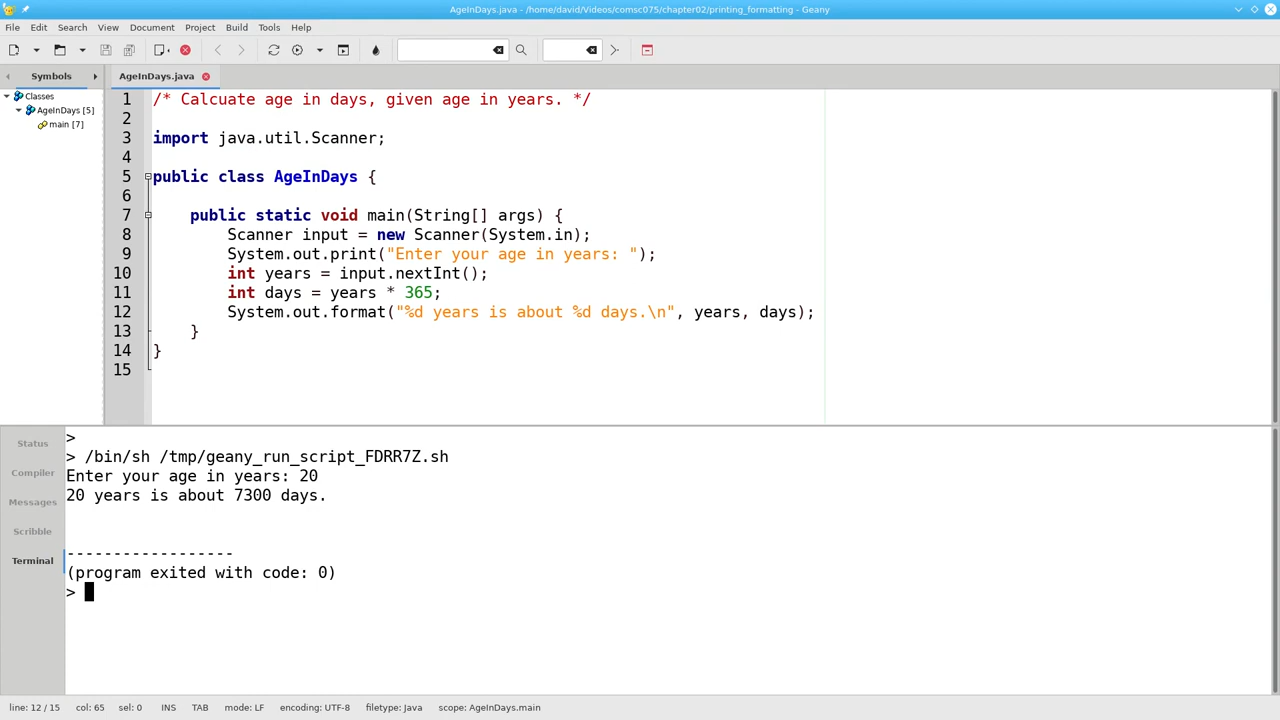 AgeInDays.java - /home/david/Videos/comsc075/chapter02/printing_formatting - Geany
File Edit Search View Document Project Build Tools Help
Symbols
AgeInDays.java
Classes
AgeInDays [5]
main [7]
1 /* Calcuate age in days, given age in years. */
2
3 import java.util.Scanner;
4
5 public class AgeInDays {
6
7 public static void main(String[] args) {
8 Scanner input = new Scanner(System.in);
9 System.out.print("Enter your age in years: ");
10 int years = input.nextInt();
11 int days = years * 365;
12 System.out.format("%d years is about %d days.\n", years, days);
13 }
14 }
15
Status
Compiler
Messages
Scribble
Terminal
>
> /bin/sh /tmp/geany_run_script_FDRR7Z.sh
Enter your age in years: 20
20 years is about 7300 days.
------------------
(program exited with code: 0)
>
line: 12 / 15 col: 65 sel: 0 INS TAB mode: LF encoding: UTF-8 filetype: Java scope: AgeInDays.main